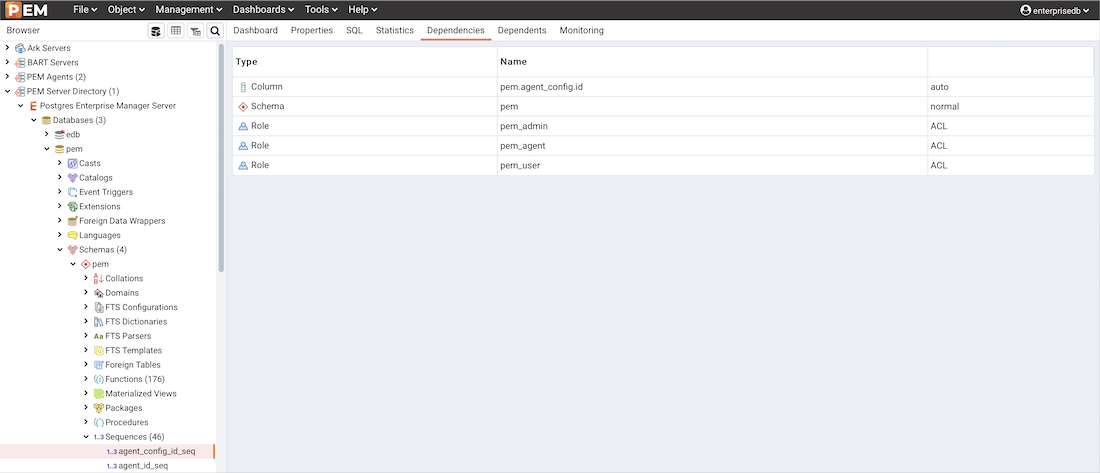 PEM File Object Management Dashboards Tools Help enterprisedb
Browser
Dashboard Properties SQL Statistics Dependencies Dependents Monitoring
Ark Servers
BART Servers
PEM Agents (2)
PEM Server Directory (1)
Postgres Enterprise Manager Server
Databases (3)
edb
pem
Casts
Catalogs
Event Triggers
Extensions
Foreign Data Wrappers
Languages
Schemas (4)
pem
Collations
Domains
FTS Configurations
FTS Dictionaries
Aa FTS Parsers
FTS Templates
Foreign Tables
Functions (176)
Materialized Views
Packages
Procedures
1..3 Sequences (46)
1..3 agent_config_id_seq
1..3 agent_id_seq
Type Name
Column pem.agent_config.id auto
Schema pem normal
Role pem_admin ACL
Role pem_agent ACL
Role pem_user ACL